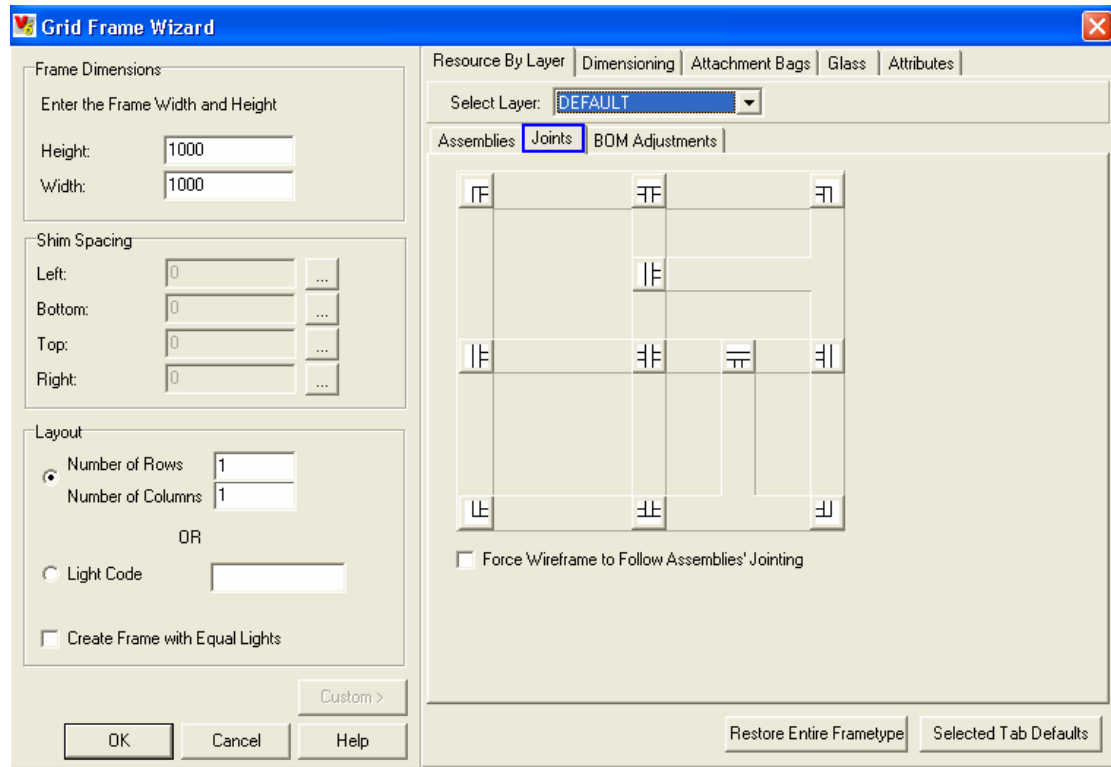 Grid Frame Wizard
Frame Dimensions
Enter the Frame Width and Height
Height: 1000
Width: 1000
Shim Spacing
Left: 0 ...
Bottom: 0 ...
Top: 0 ...
Right: 0 ...
Layout
Number of Rows 1
Number of Columns 1
OR
Light Code
Create Frame with Equal Lights
Custom >
OK Cancel Help
Resource By Layer Dimensioning Attachment Bags Glass Attributes
Select Layer: DEFAULT
Assemblies Joints BOM Adjustments
Force Wireframe to Follow Assemblies' Jointing
Restore Entire Frametype Selected Tab Defaults